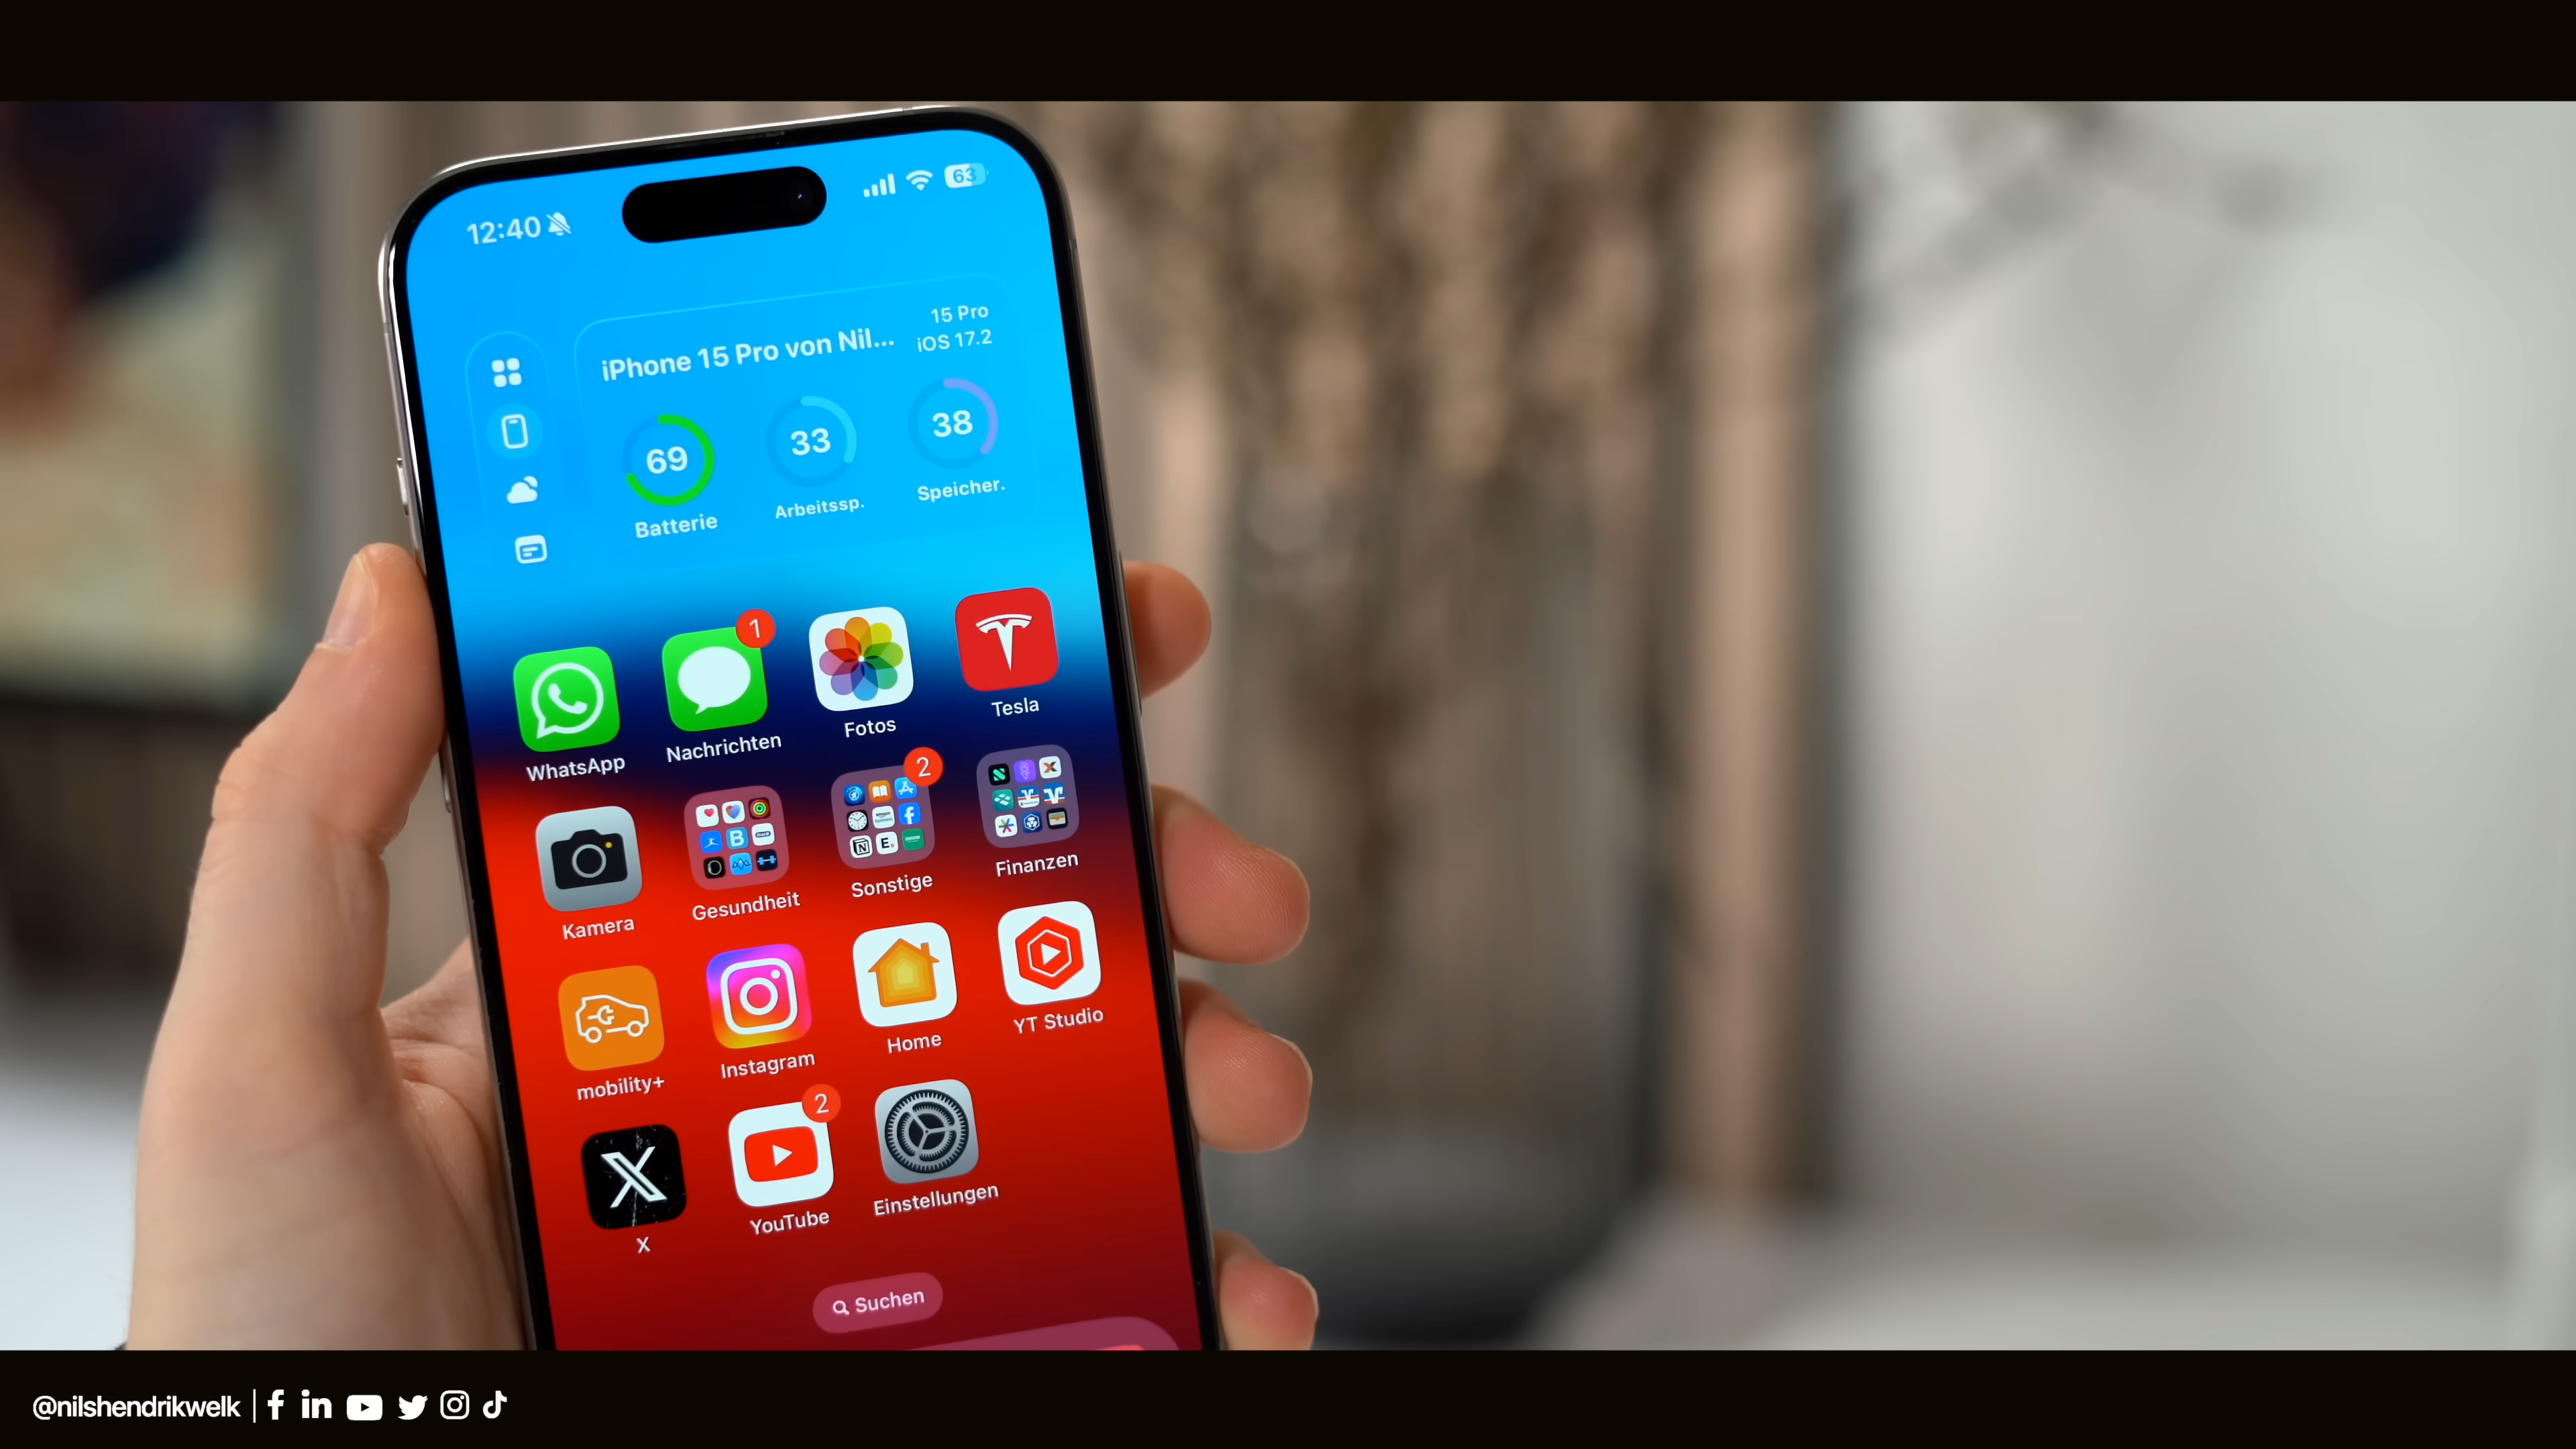 12:40
63
iPhone 15 Pro von Nil...
15 Pro
iOS 17.2
69
33
38
Batterie
Arbeitssp.
Speicher.
1
WhatsApp
Nachrichten
Fotos
Tesla
2
Kamera
Gesundheit
Sonstige
Finanzen
mobility+
Instagram
Home
YT Studio
2
X
YouTube
Einstellungen
Suchen
@nilshendrikwelk